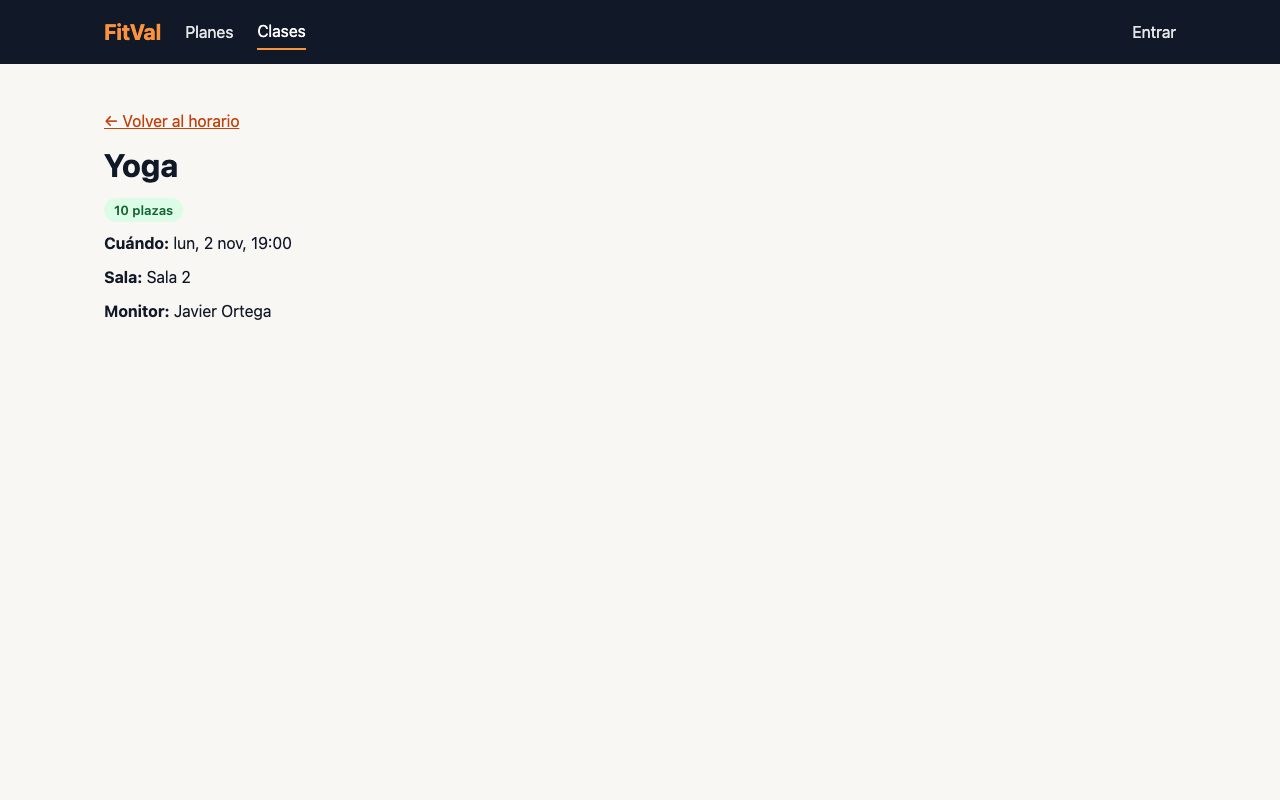 FitVal Planes Clases Entrar
← Volver al horario
Yoga
10 plazas
Cuándo: lun, 2 nov, 19:00
Sala: Sala 2
Monitor: Javier Ortega